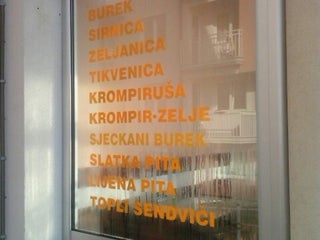 BUREK
SIRNICA
ZELJANICA
TIKVENICA
KROMPIRUŠA
KROMPIR-ZELJE
SJECKANI BUREK
SLATKA PITA
PITA
TOPLI SENDVIČI